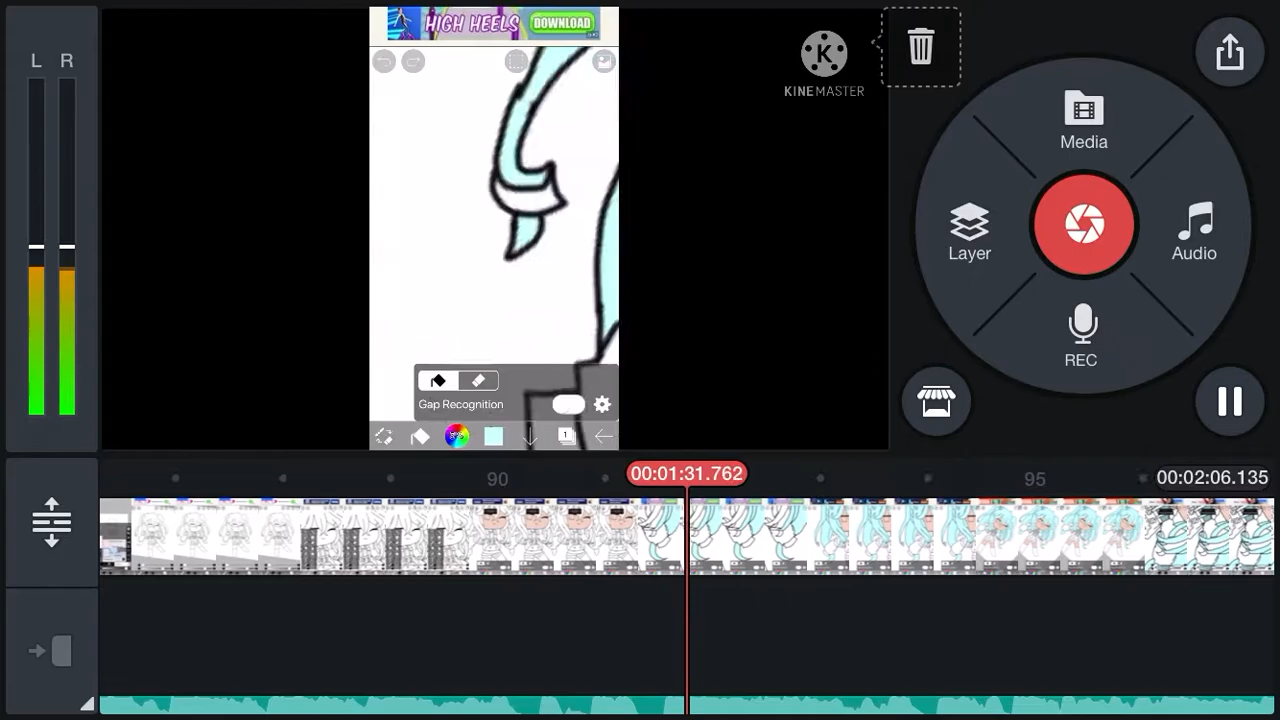 HIGH HEELS DOWNLOAD
L R
KINEMASTER
Media
Layer
Audio
REC
Gap Recognition
1
90
00:01:31.762
95
00:02:06.135